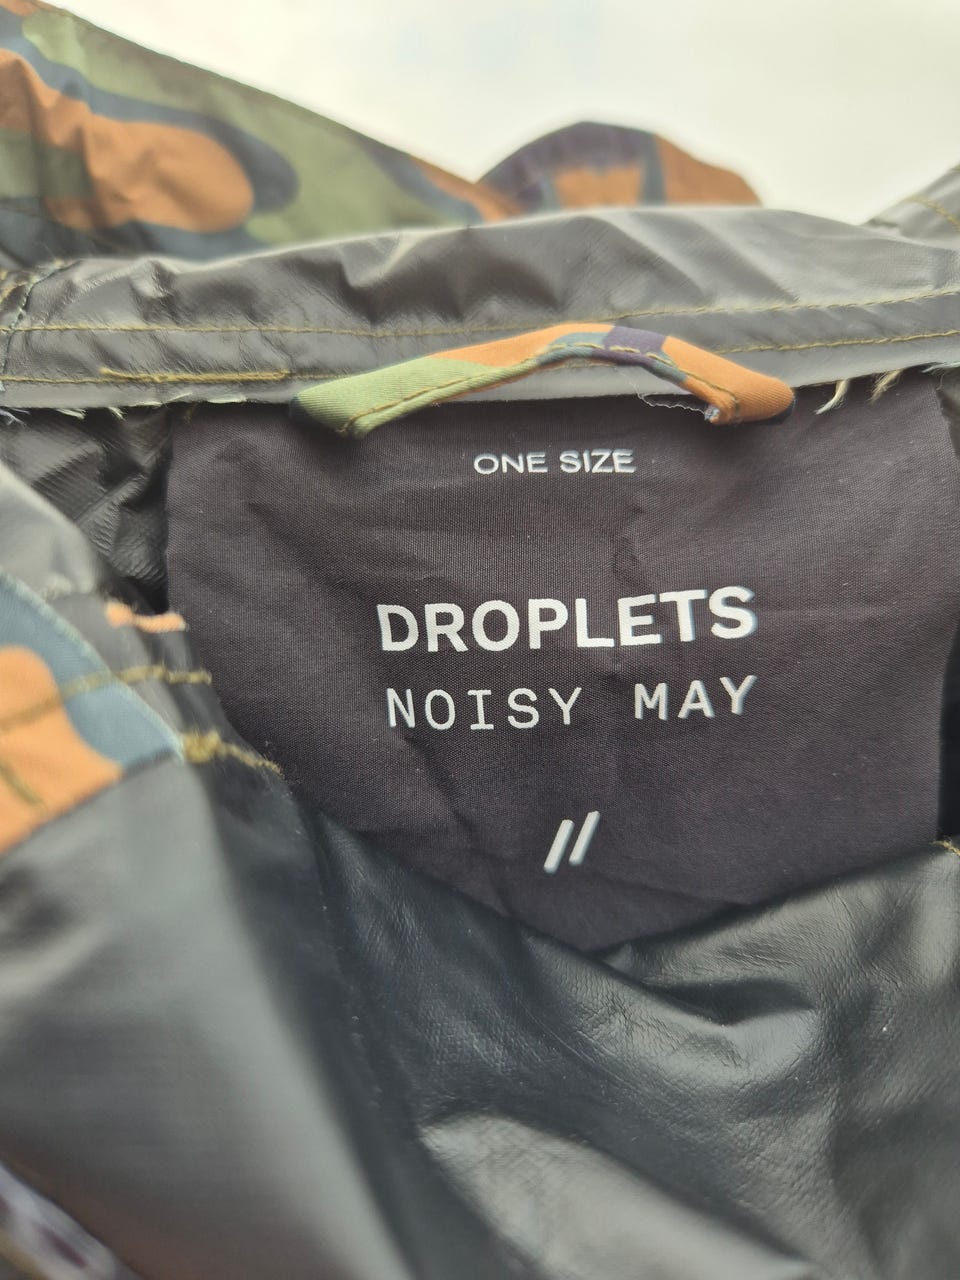 ONE SIZE
DROPLETS
NOISY MAY
//